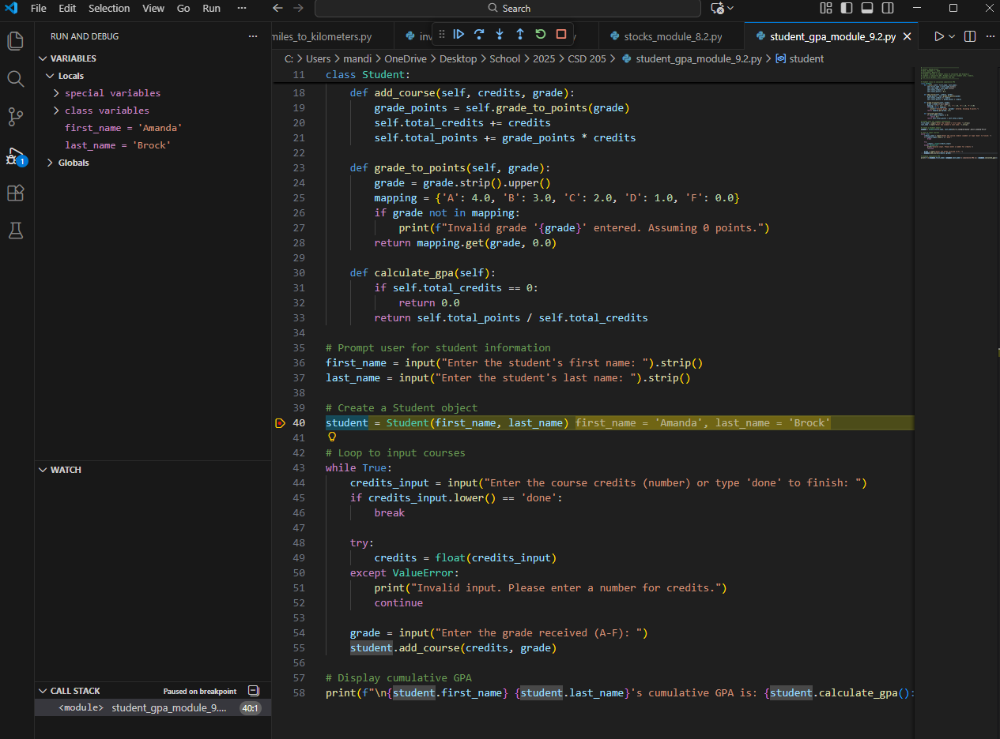 File Edit Selection View Go Run ··· Search
RUN AND DEBUG ···
miles_to_kilometers.py inv y stocks_module_8.2.py student_gpa_module_9.2.py
C: > Users > mandi > OneDrive > Desktop > School > 2025 > CSD 205 > student_gpa_module_9.2.py > student
VARIABLES
Locals
special variables
class variables
first_name = 'Amanda'
last_name = 'Brock'
Globals
1
WATCH
CALL STACK Paused on breakpoint
<module> student_gpa_module_9.... 40:1
11 class Student:
18 def add_course(self, credits, grade):
19 grade_points = self.grade_to_points(grade)
20 self.total_credits += credits
21 self.total_points += grade_points * credits
22
23 def grade_to_points(self, grade):
24 grade = grade.strip().upper()
25 mapping = {'A': 4.0, 'B': 3.0, 'C': 2.0, 'D': 1.0, 'F': 0.0}
26 if grade not in mapping:
27 print(f"Invalid grade '{grade}' entered. Assuming 0 points.")
28 return mapping.get(grade, 0.0)
29
30 def calculate_gpa(self):
31 if self.total_credits == 0:
32 return 0.0
33 return self.total_points / self.total_credits
34
35 # Prompt user for student information
36 first_name = input("Enter the student's first name: ").strip()
37 last_name = input("Enter the student's last name: ").strip()
38
39 # Create a Student object
40 student = Student(first_name, last_name) first_name = 'Amanda', last_name = 'Brock'
41
42 # Loop to input courses
43 while True:
44 credits_input = input("Enter the course credits (number) or type 'done' to finish: ")
45 if credits_input.lower() == 'done':
46 break
47
48 try:
49 credits = float(credits_input)
50 except ValueError:
51 print("Invalid input. Please enter a number for credits.")
52 continue
53
54 grade = input("Enter the grade received (A-F): ")
55 student.add_course(credits, grade)
56
57 # Display cumulative GPA
58 print(f"\n{student.first_name} {student.last_name}'s cumulative GPA is: {student.calculate_gpa():